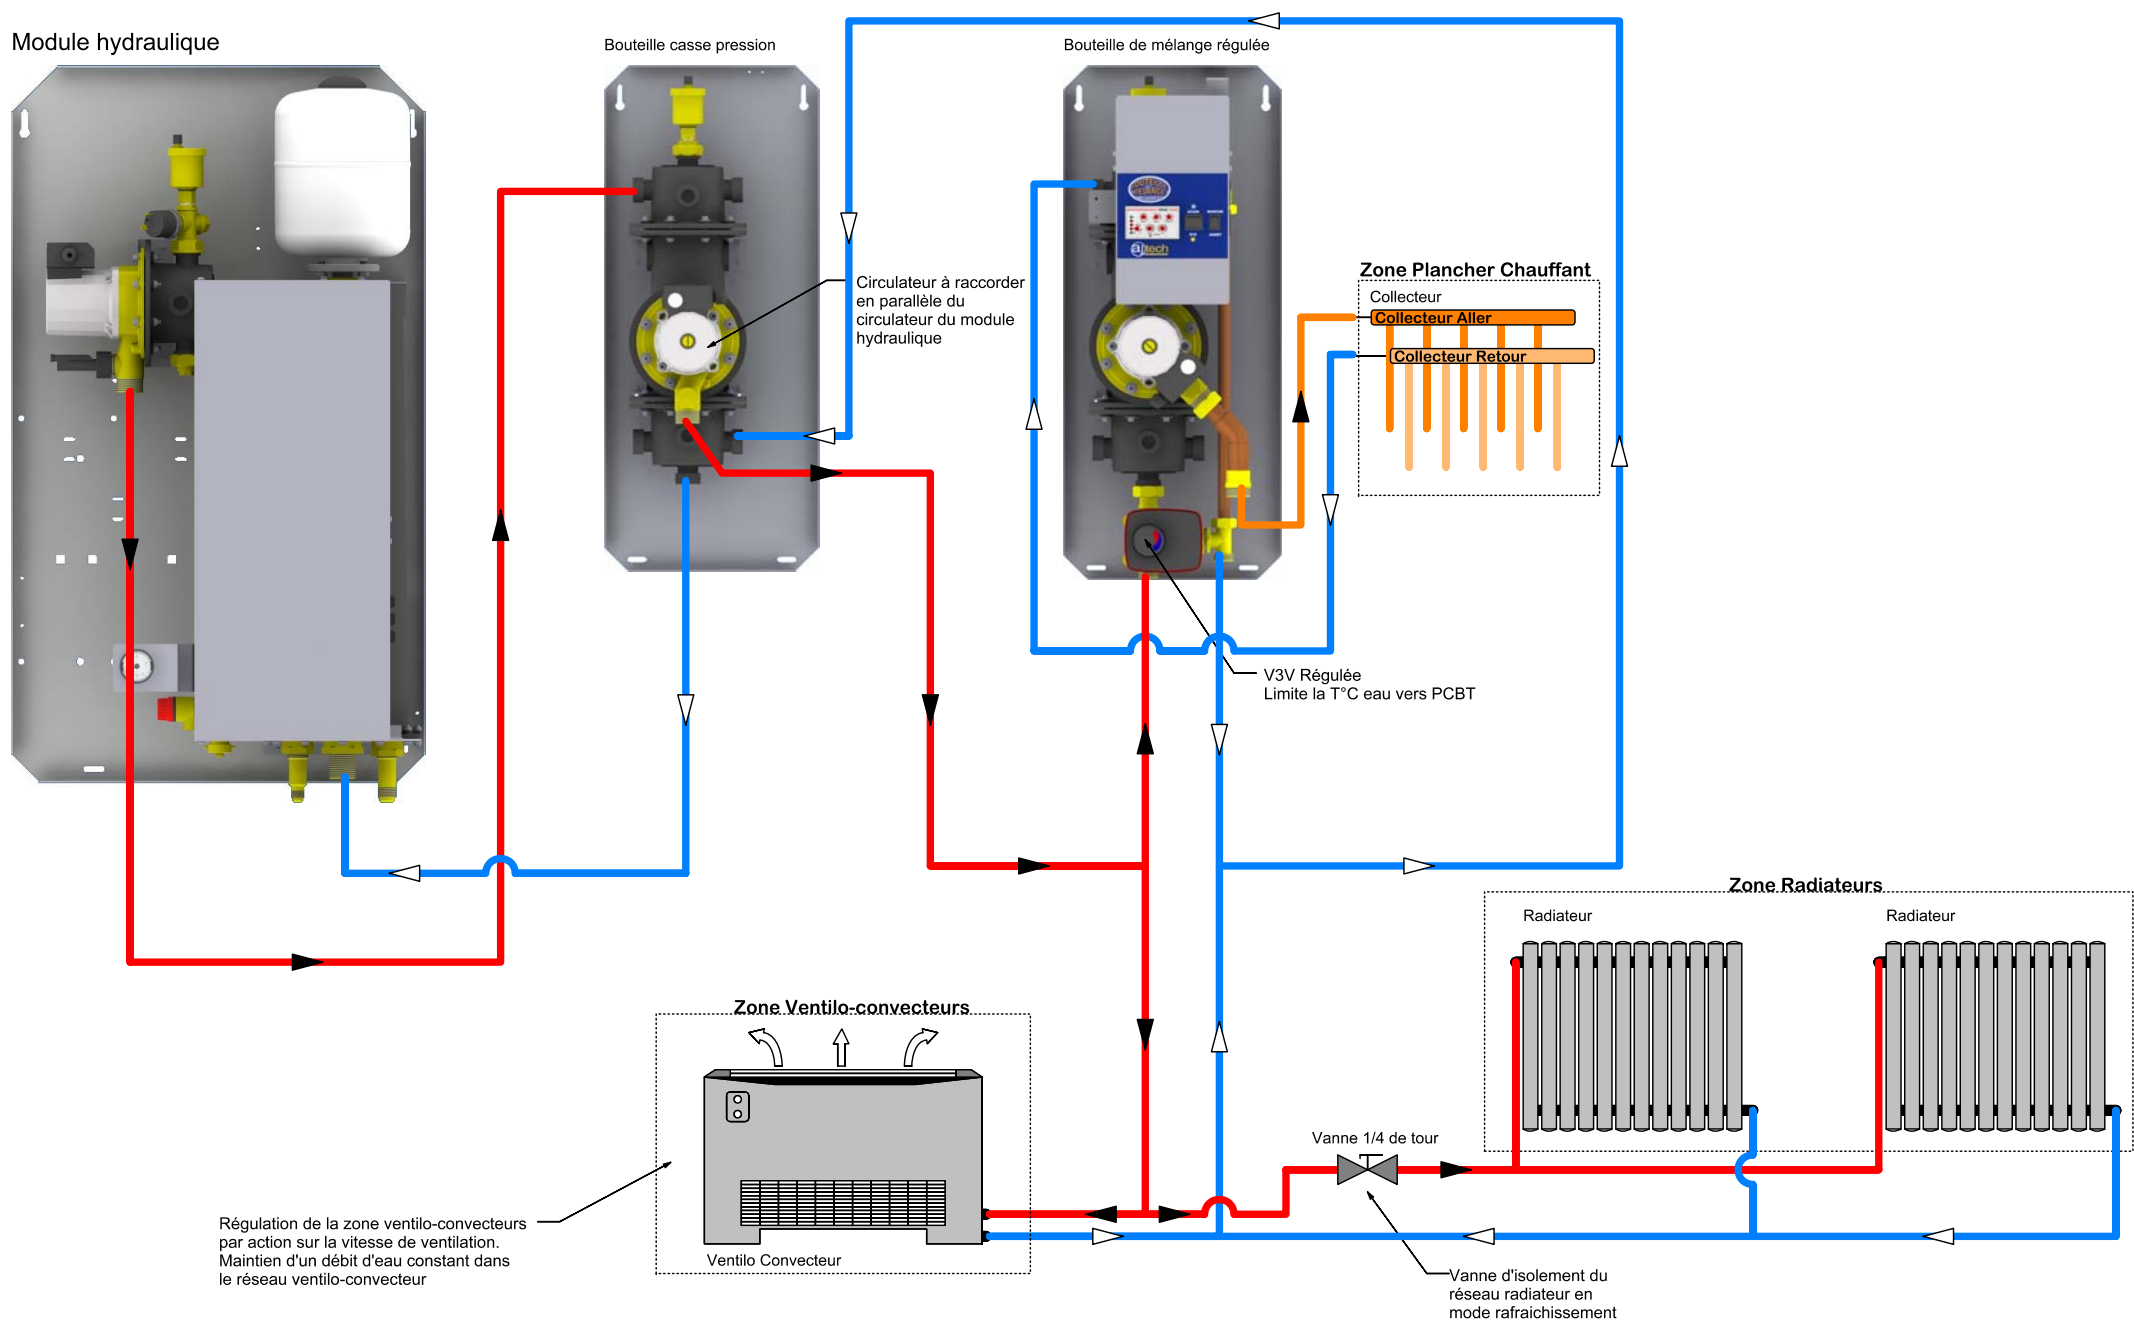 Module hydraulique
Bouteille casse pression
Bouteille de mélange régulée
Circulateur à raccorder
en parallèle du
circulateur du module
hydraulique
Zone Plancher Chauffant
Collecteur
Collecteur Aller
Collecteur Retour
V3V Régulée
Limite la T°C eau vers PCBT
Zone Radiateurs
Radiateur
Radiateur
Zone Ventilo-convecteurs
Vanne 1/4 de tour
Régulation de la zone ventilo-convecteurs
par action sur la vitesse de ventilation.
Maintien d'un débit d'eau constant dans
le réseau ventilo-convecteur
Ventilo Convecteur
Vanne d'isolement du
réseau radiateur en
mode rafraichissement